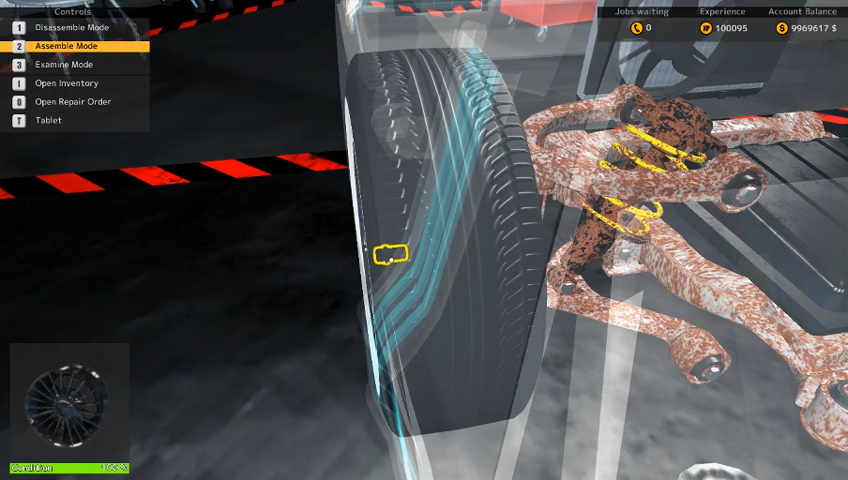 Controls
1 Disassemble Mode
2 Assemble Mode
3 Examine Mode
I Open Inventory
O Open Repair Order
T Tablet
Jobs waiting Experience Account Balance
0 XP 100095 $ 9969617 $
Condition 100 %